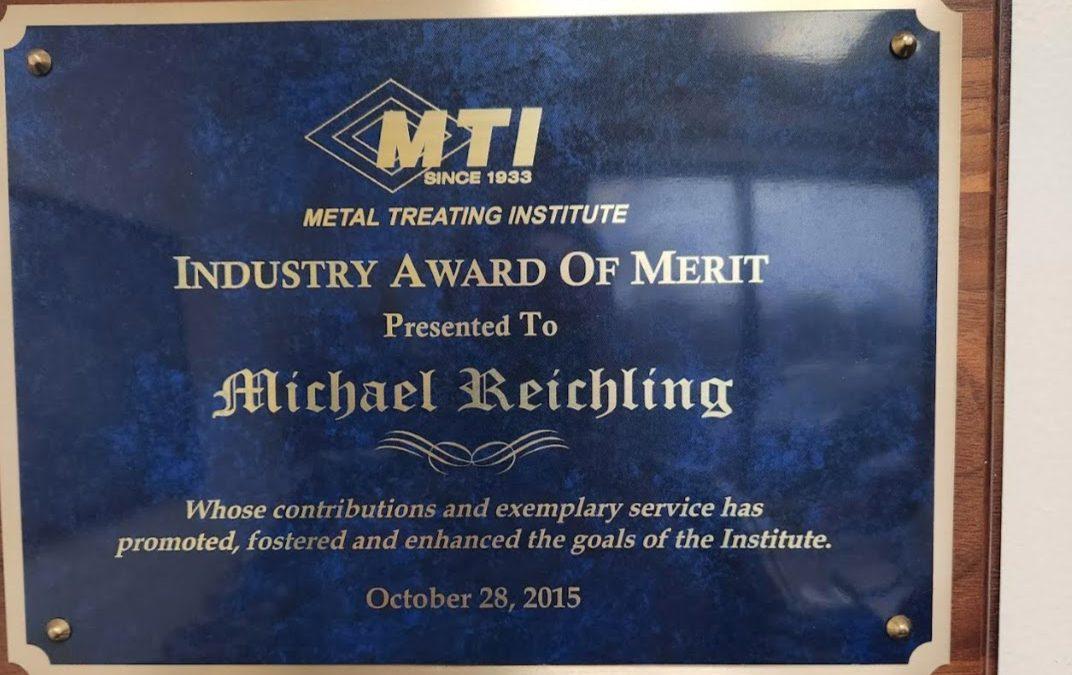 MTI
SINCE 1933
METAL TREATING INSTITUTE
INDUSTRY AWARD OF MERIT
Presented To
Michael Reichling
Whose contributions and exemplary service has
promoted, fostered and enhanced the goals of the Institute.
October 28, 2015